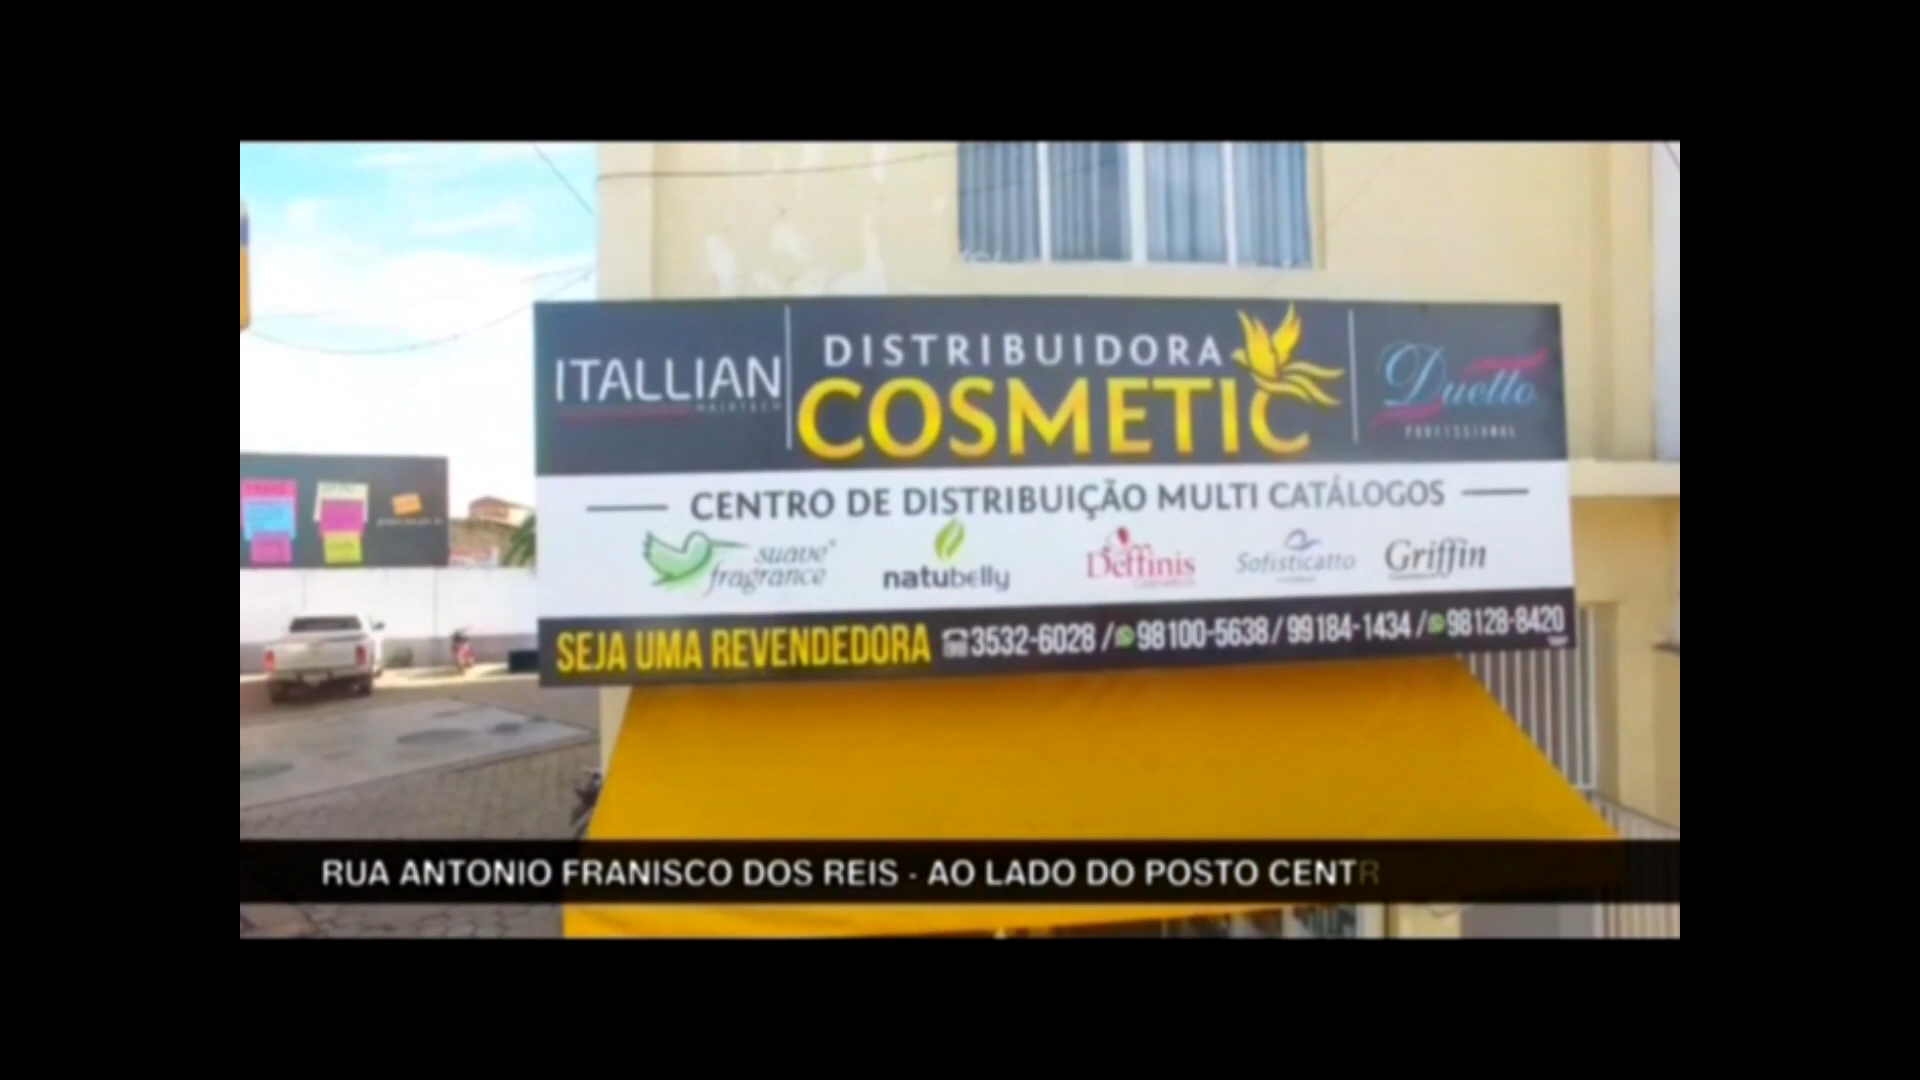 ITALLIAN
HAIRTECH
DISTRIBUIDORA
COSMETIC
Duetto
PROFESSIONAL
CENTRO DE DISTRIBUIÇÃO MULTI CATÁLOGOS
suave fragrance
natubelly
Deffinis
Sofisticatto
Griffin
SEJA UMA REVENDEDORA 3532-6028 / 98100-5638 / 99184-1434 / 98128-8420
RUA ANTONIO FRANISCO DOS REIS - AO LADO DO POSTO CENTR